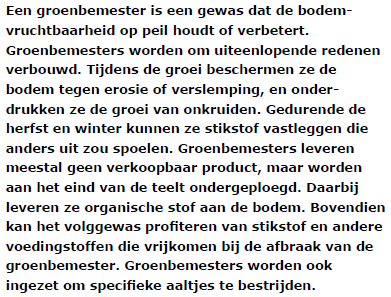 Een groenbemester is een gewas dat de bodem-
vruchtbaarheid op peil houdt of verbetert.
Groenbemesters worden om uiteenlopende redenen
verbouwd. Tijdens de groei beschermen ze de
bodem tegen erosie of verslemping, en onder-
drukken ze de groei van onkruiden. Gedurende de
herfst en winter kunnen ze stikstof vastleggen die
anders uit zou spoelen. Groenbemesters leveren
meestal geen verkoopbaar product, maar worden
aan het eind van de teelt ondergeploegd. Daarbij
leveren ze organische stof aan de bodem. Bovendien
kan het volggewas profiteren van stikstof en andere
voedingstoffen die vrijkomen bij de afbraak van de
groenbemester. Groenbemesters worden ook
ingezet om specifieke aaltjes te bestrijden.